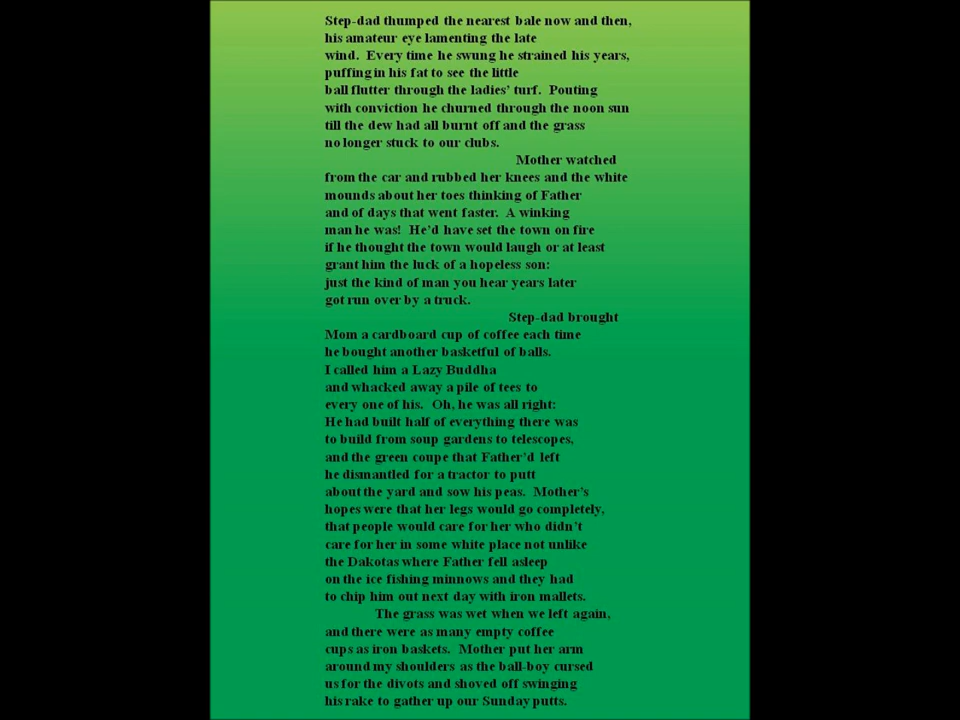 Step-dad thumped the nearest bale now and then,
his amateur eye lamenting the late
wind.  Every time he swung he strained his years,
puffing in his fat to see the little
ball flutter through the ladies' turf.  Pouting
with conviction he churned through the noon sun
till the dew had all burnt off and the grass
no longer stuck to our clubs.
Mother watched
from the car and rubbed her knees and the white
mounds about her toes thinking of Father
and of days that went faster.  A winking
man he was!  He'd have set the town on fire
if he thought the town would laugh or at least
grant him the luck of a hopeless son:
just the kind of man you hear years later
got run over by a truck.
Step-dad brought
Mom a cardboard cup of coffee each time
he bought another basketful of balls.
I called him a Lazy Buddha
and whacked away a pile of tees to
every one of his.  Oh, he was all right:
He had built half of everything there was
to build from soup gardens to telescopes,
and the green coupe that Father'd left
he dismantled for a tractor to putt
about the yard and sow his peas.  Mother's
hopes were that her legs would go completely,
that people would care for her who didn't
care for her in some white place not unlike
the Dakotas where Father fell asleep
on the ice fishing minnows and they had
to chip him out next day with iron mallets.
The grass was wet when we left again,
and there were as many empty coffee
cups as iron baskets.  Mother put her arm
around my shoulders as the ball-boy cursed
us for the divots and shoved off swinging
his rake to gather up our Sunday putts.